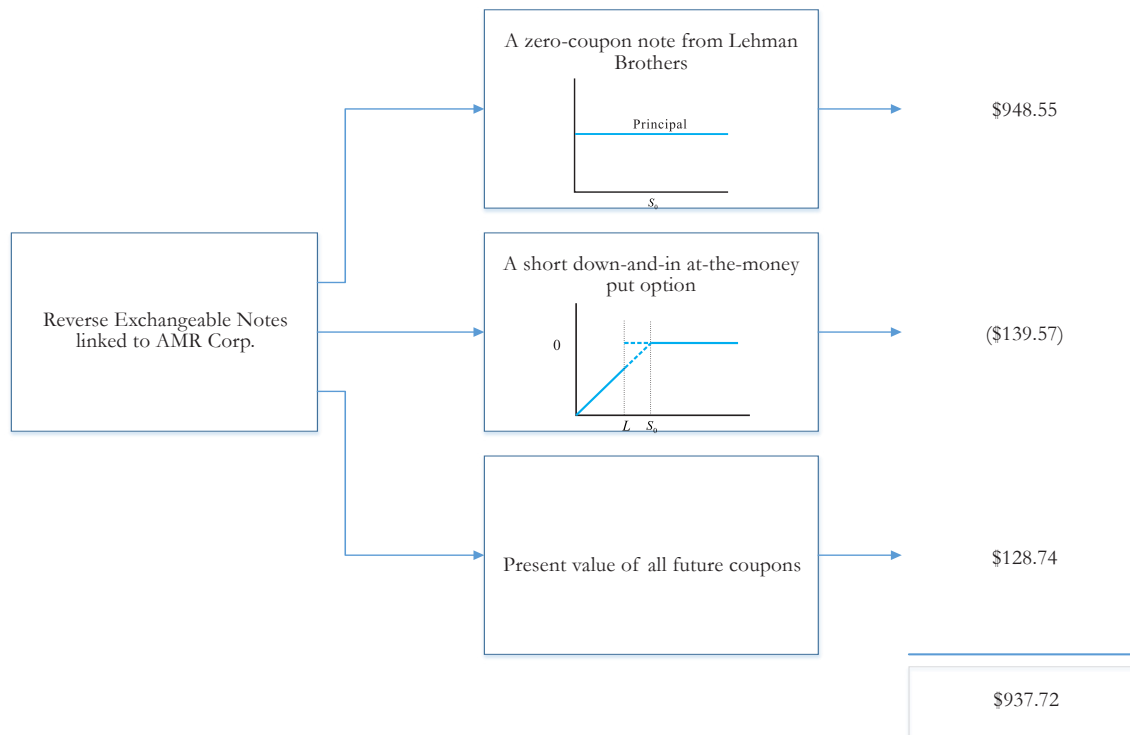 A zero-coupon note from Lehman
Brothers
Principal
S₀
$948.55
Reverse Exchangeable Notes
linked to AMR Corp.
A short down-and-in at-the-money
put option
0
L S₀
($139.57)
Present value of all future coupons
$128.74
$937.72